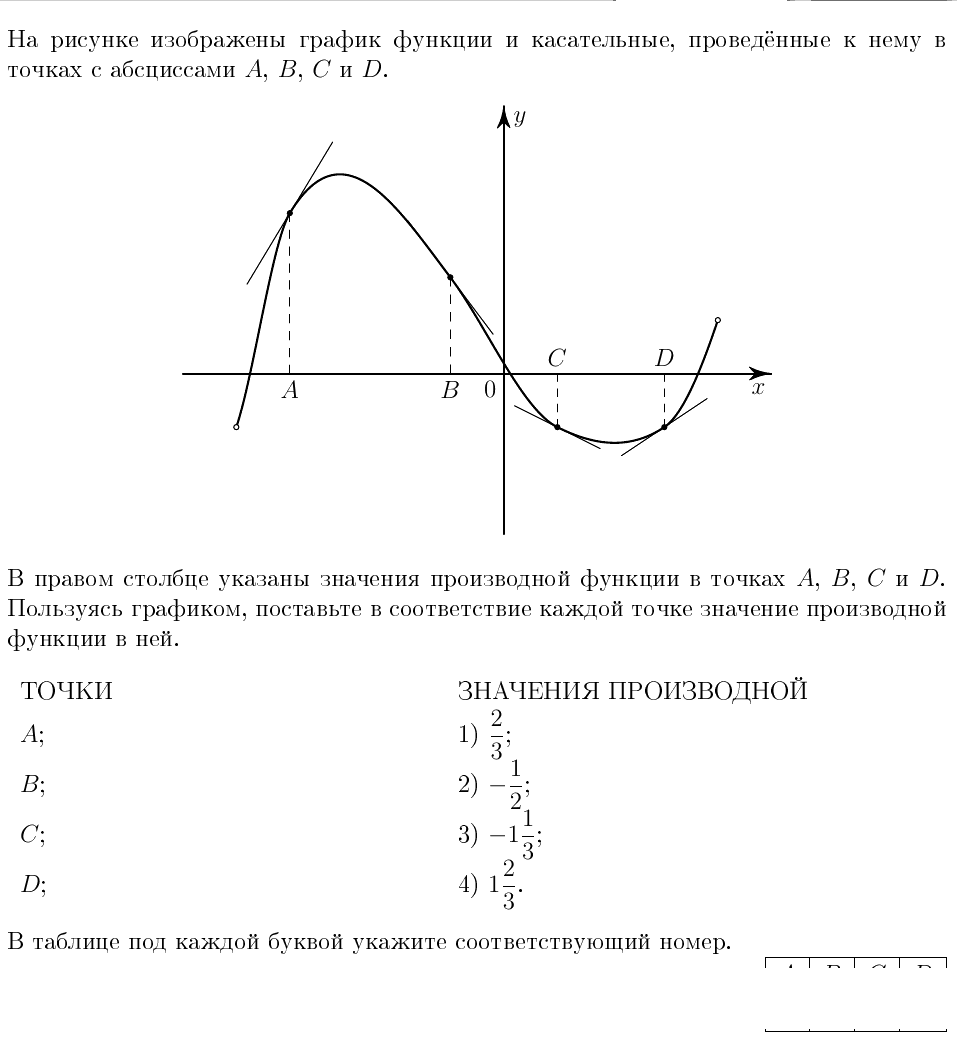 На рисунке изображены график функции и касательные, проведённые к нему в
точках с абсциссами A, B, C и D.
y
C D
A B 0 x
В правом столбце указаны значения производной функции в точках A, B, C и D.
Пользуясь графиком, поставьте в соответствие каждой точке значение производной
функции в ней.
ТОЧКИ ЗНАЧЕНИЯ ПРОИЗВОДНОЙ
A; 1) 2/3;
B; 2) −1/2;
C; 3) −1 1/3;
D; 4) 1 2/3.
В таблице под каждой буквой укажите соответствующий номер.